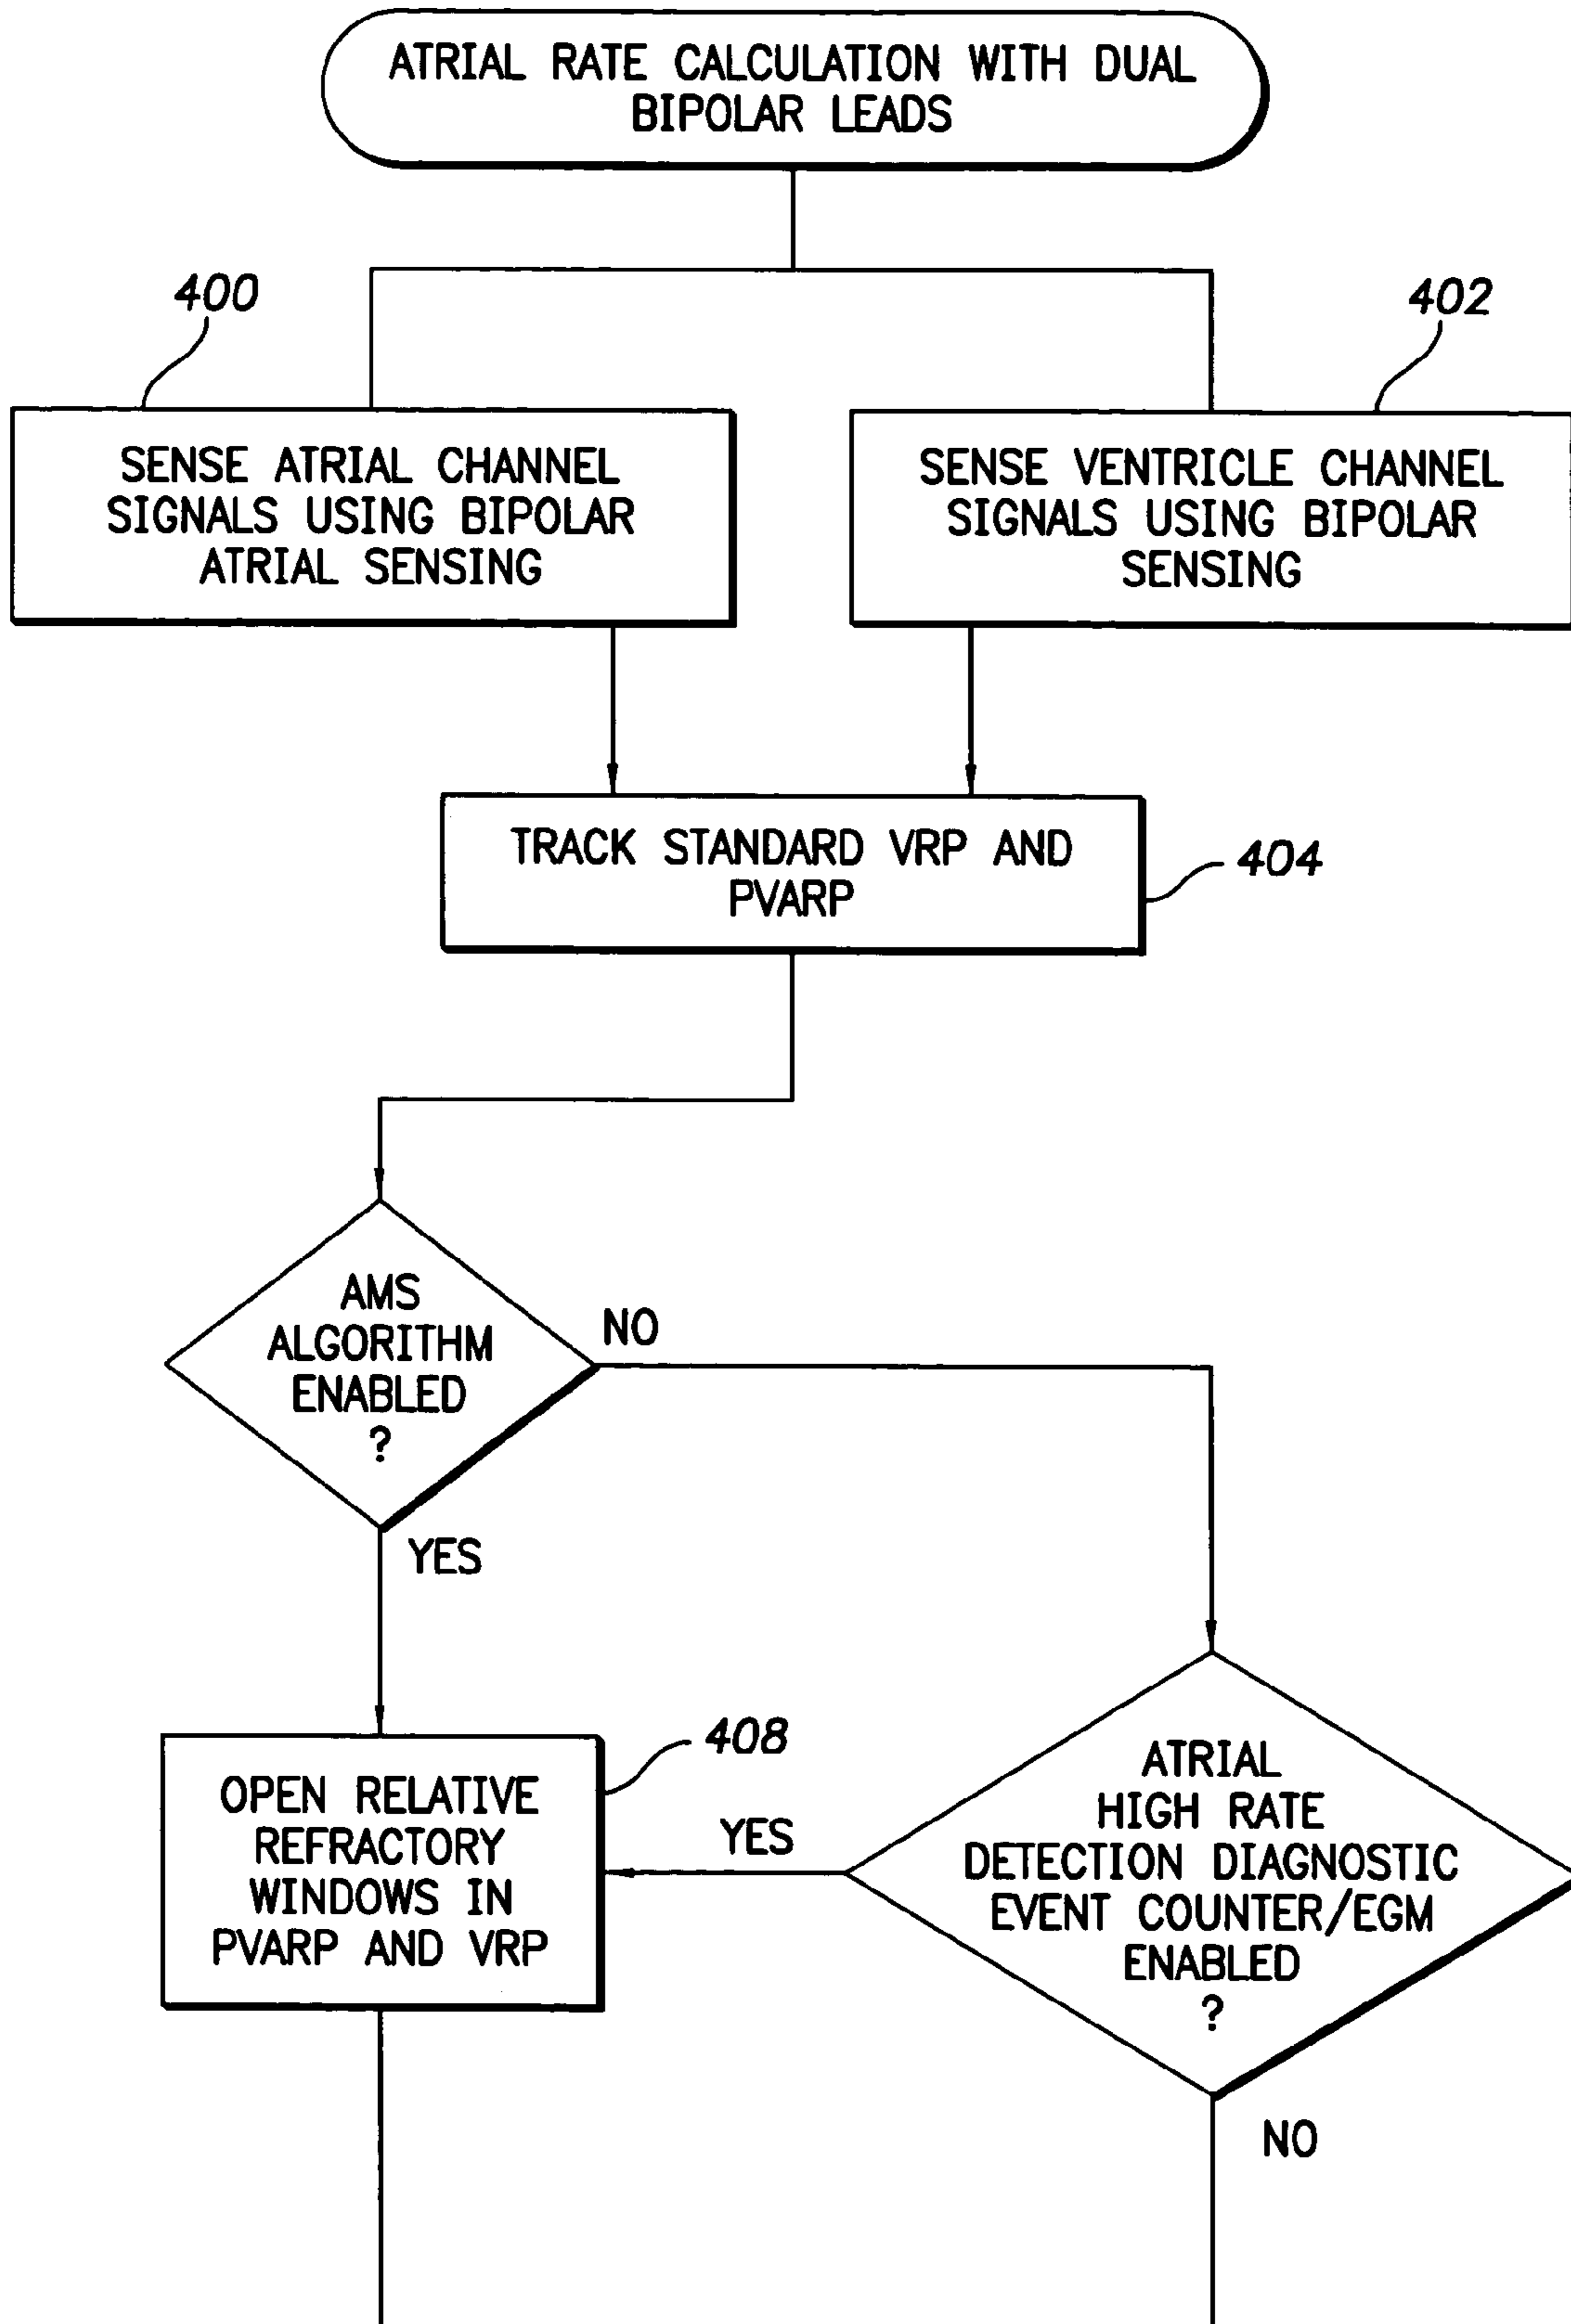 ATRIAL RATE CALCULATION WITH DUAL
BIPOLAR LEADS
400
402
SENSE ATRIAL CHANNEL
SIGNALS USING BIPOLAR
ATRIAL SENSING
SENSE VENTRICLE CHANNEL
SIGNALS USING BIPOLAR
SENSING
TRACK STANDARD VRP AND
PVARP
404
AMS
ALGORITHM
ENABLED
?
NO
YES
408
OPEN RELATIVE
REFRACTORY
WINDOWS IN
PVARP AND VRP
YES
ATRIAL
HIGH RATE
DETECTION DIAGNOSTIC
EVENT COUNTER/EGM
ENABLED
?
NO